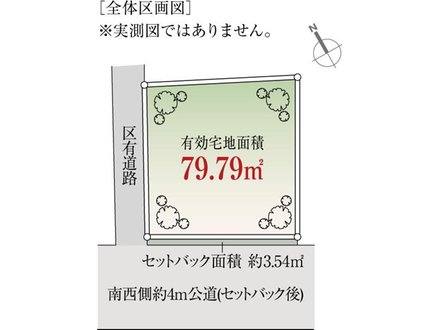 ［全体区画図］
※実測図ではありません。
N
区有道路
有効宅地面積
79.79㎡
セットバック面積 約3.54㎡
南西側約4m公道(セットバック後)